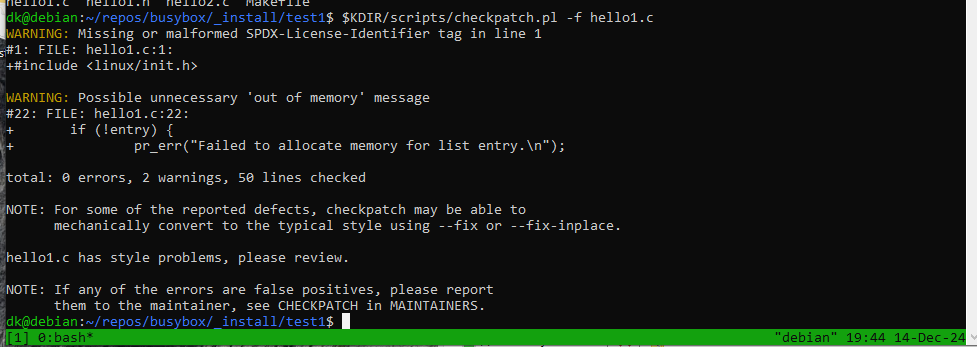 hello1.c  hello1.h  hello2.c  Makefile
dk@debian:~/repos/busybox/_install/test1$ $KDIR/scripts/checkpatch.pl -f hello1.c
WARNING: Missing or malformed SPDX-License-Identifier tag in line 1
#1: FILE: hello1.c:1:
+#include <linux/init.h>
WARNING: Possible unnecessary 'out of memory' message
#22: FILE: hello1.c:22:
+       if (!entry) {
+               pr_err("Failed to allocate memory for list entry.\n");
total: 0 errors, 2 warnings, 50 lines checked
NOTE: For some of the reported defects, checkpatch may be able to
      mechanically convert to the typical style using --fix or --fix-inplace.
hello1.c has style problems, please review.
NOTE: If any of the errors are false positives, please report
      them to the maintainer, see CHECKPATCH in MAINTAINERS.
dk@debian:~/repos/busybox/_install/test1$
[1] 0:bash* "debian" 19:44 14-Dec-24